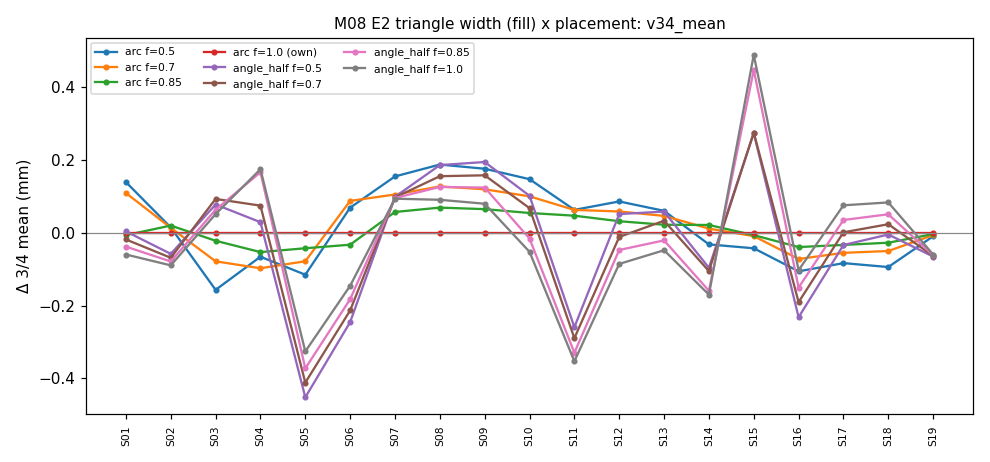 M08 E2 triangle width (fill) x placement: v34_mean
arc f=0.5
arc f=0.7
arc f=0.85
arc f=1.0 (own)
angle_half f=0.5
angle_half f=0.7
angle_half f=0.85
angle_half f=1.0
Δ 3/4 mean (mm)
0.4
0.2
0.0
−0.2
−0.4
S01 S02 S03 S04 S05 S06 S07 S08 S09 S10 S11 S12 S13 S14 S15 S16 S17 S18 S19